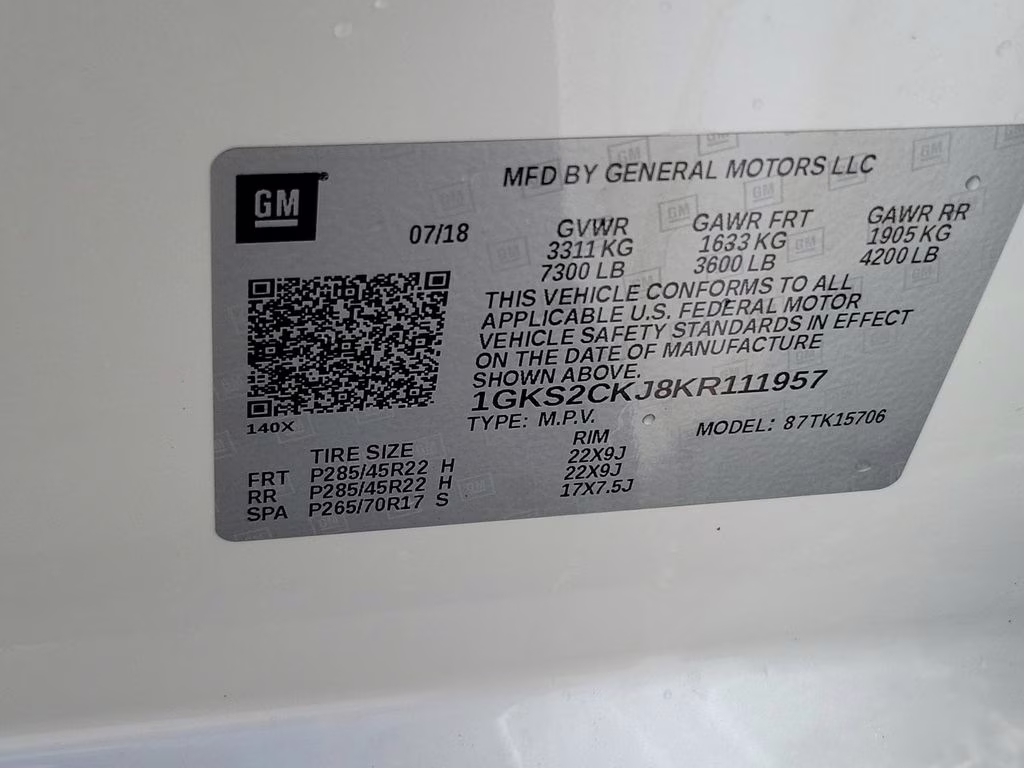 GM
MFD BY GENERAL MOTORS LLC
07/18
GVWR GAWR FRT GAWR RR
3311 KG 1633 KG 1905 KG
7300 LB 3600 LB 4200 LB
THIS VEHICLE CONFORMS TO ALL
APPLICABLE U.S. FEDERAL MOTOR
VEHICLE SAFETY STANDARDS IN EFFECT
ON THE DATE OF MANUFACTURE
SHOWN ABOVE.
1GKS2CKJ8KR111957
140X
TYPE: M.P.V. MODEL: 87TK15706
TIRE SIZE RIM
FRT P285/45R22 H 22X9J
RR P285/45R22 H 22X9J
SPA P265/70R17 S 17X7.5J